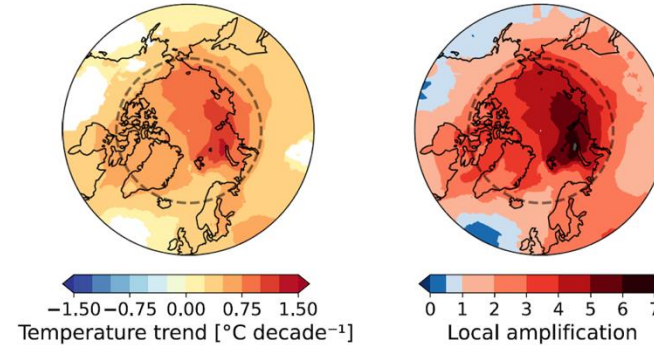 −1.50 −0.75 0.00 0.75 1.50
Temperature trend [°C decade⁻¹]
0 1 2 3 4 5 6 7
Local amplification